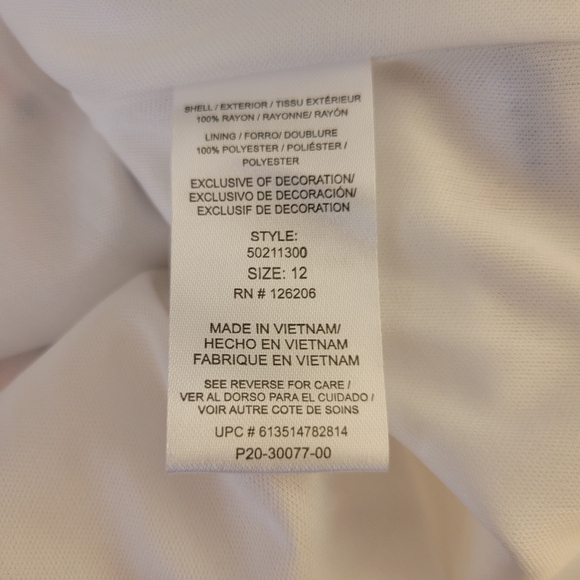 SHELL / EXTERIOR / TISSU EXTÉRIEUR
100% RAYON / RAYONNE/ RAYÓN
LINING / FORRO/ DOUBLURE
100% POLYESTER / POLIÉSTER /
POLYESTER
EXCLUSIVE OF DECORATION/
EXCLUSIVO DE DECORACIÓN/
EXCLUSIF DE DECORATION
STYLE:
50211300
SIZE: 12
RN # 126206
MADE IN VIETNAM/
HECHO EN VIETNAM/
FABRIQUE EN VIETNAM
SEE REVERSE FOR CARE /
VER AL DORSO PARA EL CUIDADO /
VOIR AUTRE COTE DE SOINS
UPC # 613514782814
P20-30077-00